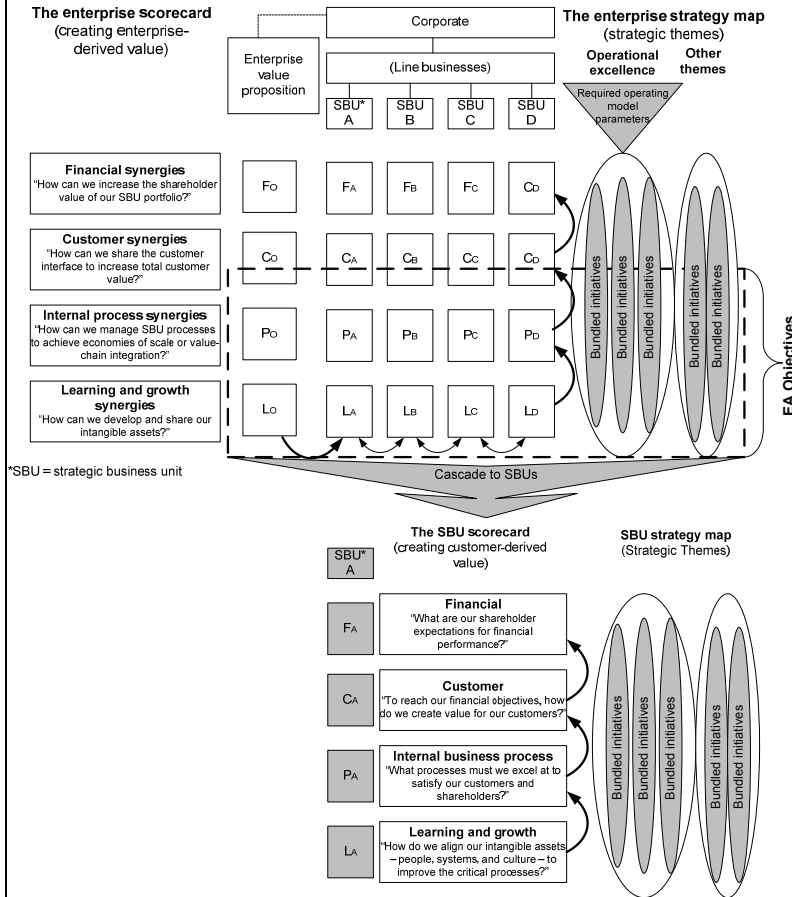 The enterprise scorecard
(creating enterprise-
derived value)
Corporate
Enterprise
value
proposition
(Line businesses)
SBU*
A
SBU
B
SBU
C
SBU
D
The enterprise strategy map
(strategic themes)
Operational
excellence
Other
themes
Required operating
model
parameters
Financial synergies
“How can we increase the shareholder
value of our SBU portfolio?”
FO
FA
FB
FC
CD
Customer synergies
“How can we share the customer
interface to increase total customer
value?”
CO
CA
CB
CC
CD
Internal process synergies
“How can we manage SBU processes
to achieve economies of scale or value-
chain integration?”
PO
PA
PB
PC
PD
Learning and growth
synergies
“How can we develop and share our
intangible assets?”
LO
LA
LB
LC
LD
Bundled initiatives
Bundled initiatives
Bundled initiatives
Bundled initiatives
Bundled initiatives
EA Objectives
*SBU = strategic business unit
Cascade to SBUs
SBU*
A
The SBU scorecard
(creating customer-derived
value)
SBU strategy map
(Strategic Themes)
FA
Financial
“What are our shareholder
expectations for financial
performance?”
CA
Customer
“To reach our financial objectives, how
do we create value for our customers?”
PA
Internal business process
“What processes must we excel at to
satisfy our customers and
shareholders?”
LA
Learning and growth
“How do we align our intangible assets
– people, systems, and culture – to
improve the critical processes?”
Bundled initiatives
Bundled initiatives
Bundled initiatives
Bundled initiatives
Bundled initiatives